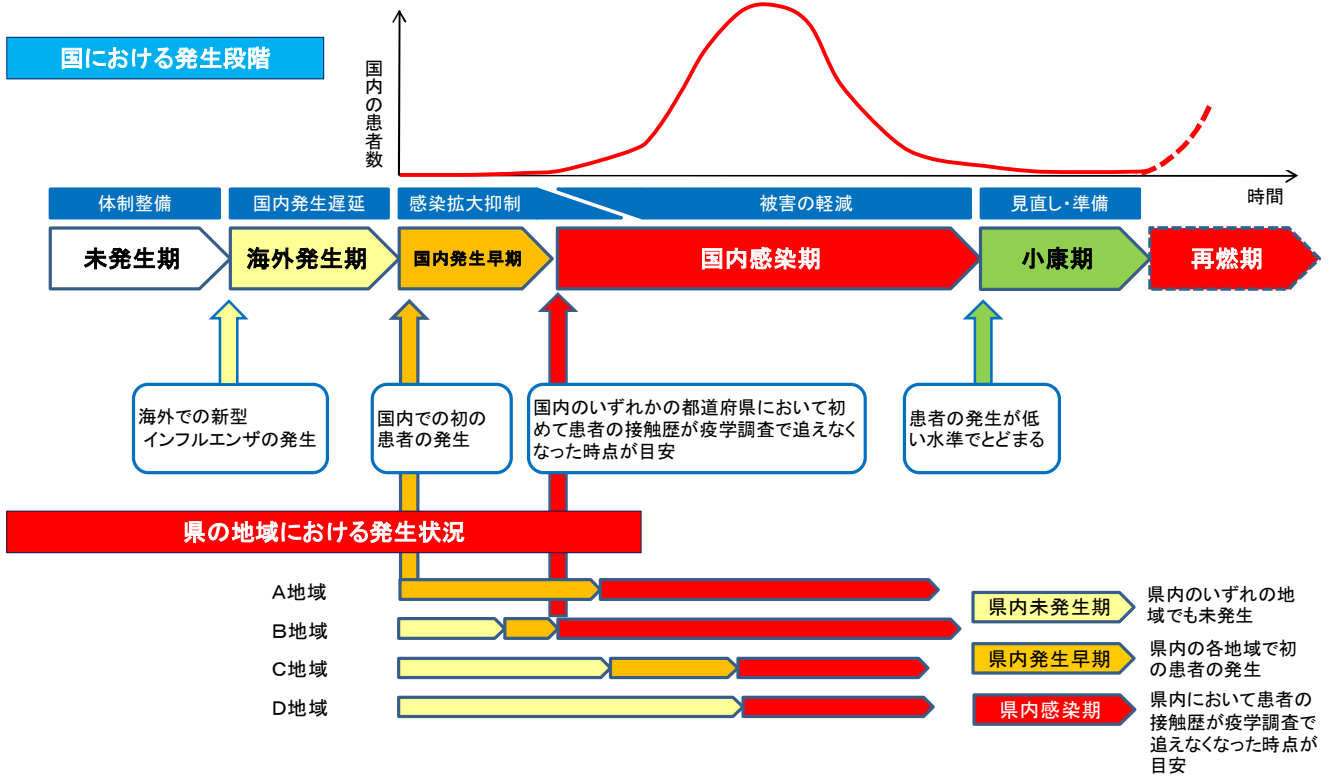 国における発生段階
国内の患者数
時間
体制整備
国内発生遅延
感染拡大抑制
被害の軽減
見直し・準備
未発生期
海外発生期
国内発生早期
国内感染期
小康期
再燃期
海外での新型
インフルエンザの発生
国内での初の
患者の発生
国内のいずれかの都道府県において初
めて患者の接触歴が疫学調査で追えなく
なった時点が目安
患者の発生が低
い水準でとどまる
県の地域における発生状況
A地域
B地域
C地域
D地域
県内未発生期
県内のいずれの地
域でも未発生
県内発生早期
県内の各地域で初
の患者の発生
県内感染期
県内において患者の
接触歴が疫学調査で
追えなくなった時点が
目安